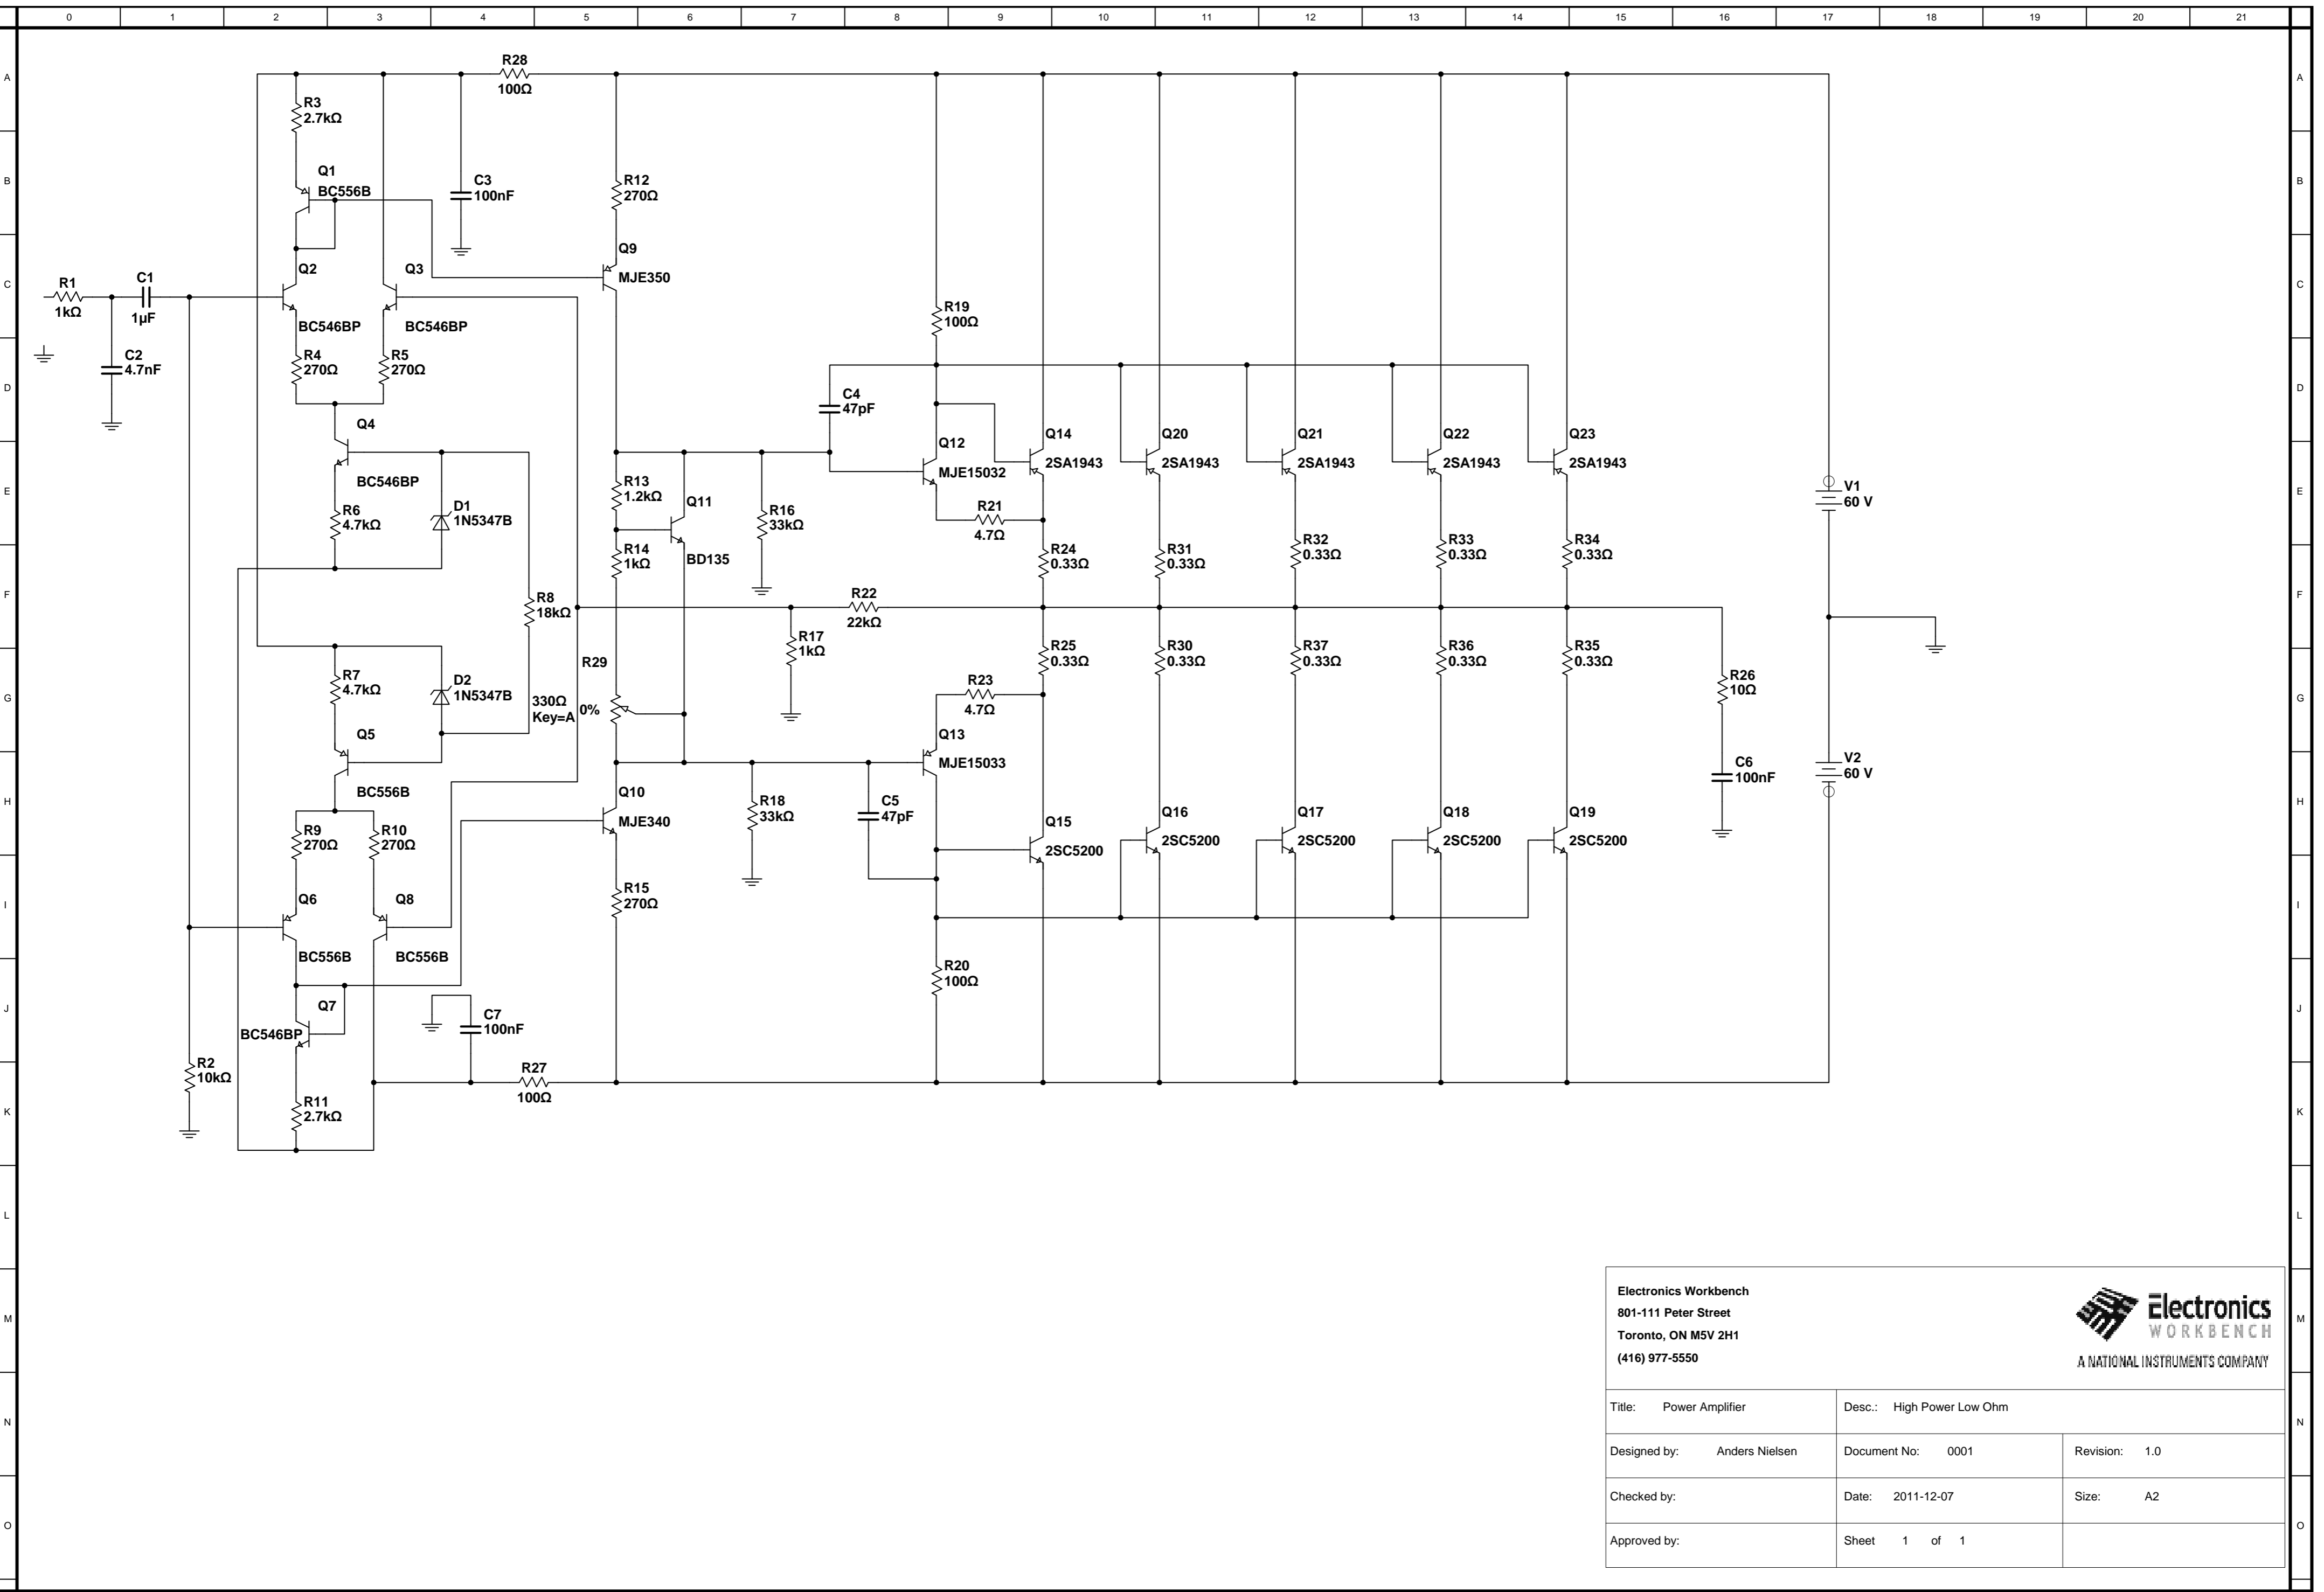 0 1 2 3 4 5 6 7 8 9 10 11 12 13 14 15 16 17 18 19 20 21
A A
B B
C C
D D
E E
F F
G G
H H
I I
J J
K K
L L
M M
N N
O O
R28
100Ω
R3
2.7kΩ
Q1
BC556B
C3
100nF
R12
270Ω
Q9
MJE350
R1
1kΩ
C1
1µF
C2
4.7nF
Q2
BC546BP
Q3
BC546BP
R4
270Ω
R5
270Ω
Q4
BC546BP
R6
4.7kΩ
D1
1N5347B
R8
18kΩ
R7
4.7kΩ
D2
1N5347B
Q5
BC556B
R9
270Ω
R10
270Ω
Q6
BC556B
Q8
BC556B
Q7
BC546BP
C7
100nF
R2
10kΩ
R11
2.7kΩ
R27
100Ω
R13
1.2kΩ
R14
1kΩ
Q11
BD135
R16
33kΩ
R29
330Ω
Key=A
0%
R17
1kΩ
R22
22kΩ
Q10
MJE340
R15
270Ω
R18
33kΩ
C5
47pF
C4
47pF
R19
100Ω
Q12
MJE15032
R21
4.7Ω
R23
4.7Ω
Q13
MJE15033
R20
100Ω
Q14
2SA1943
Q20
2SA1943
Q21
2SA1943
Q22
2SA1943
Q23
2SA1943
R24
0.33Ω
R31
0.33Ω
R32
0.33Ω
R33
0.33Ω
R34
0.33Ω
R25
0.33Ω
R30
0.33Ω
R37
0.33Ω
R36
0.33Ω
R35
0.33Ω
Q15
2SC5200
Q16
2SC5200
Q17
2SC5200
Q18
2SC5200
Q19
2SC5200
R26
10Ω
C6
100nF
V1
60 V
V2
60 V
Electronics Workbench
801-111 Peter Street
Toronto, ON M5V 2H1
(416) 977-5550
Electronics
WORKBENCH
A NATIONAL INSTRUMENTS COMPANY
Title: Power Amplifier
Desc.: High Power Low Ohm
Designed by: Anders Nielsen
Document No: 0001
Revision: 1.0
Checked by:
Date: 2011-12-07
Size: A2
Approved by:
Sheet 1 of 1